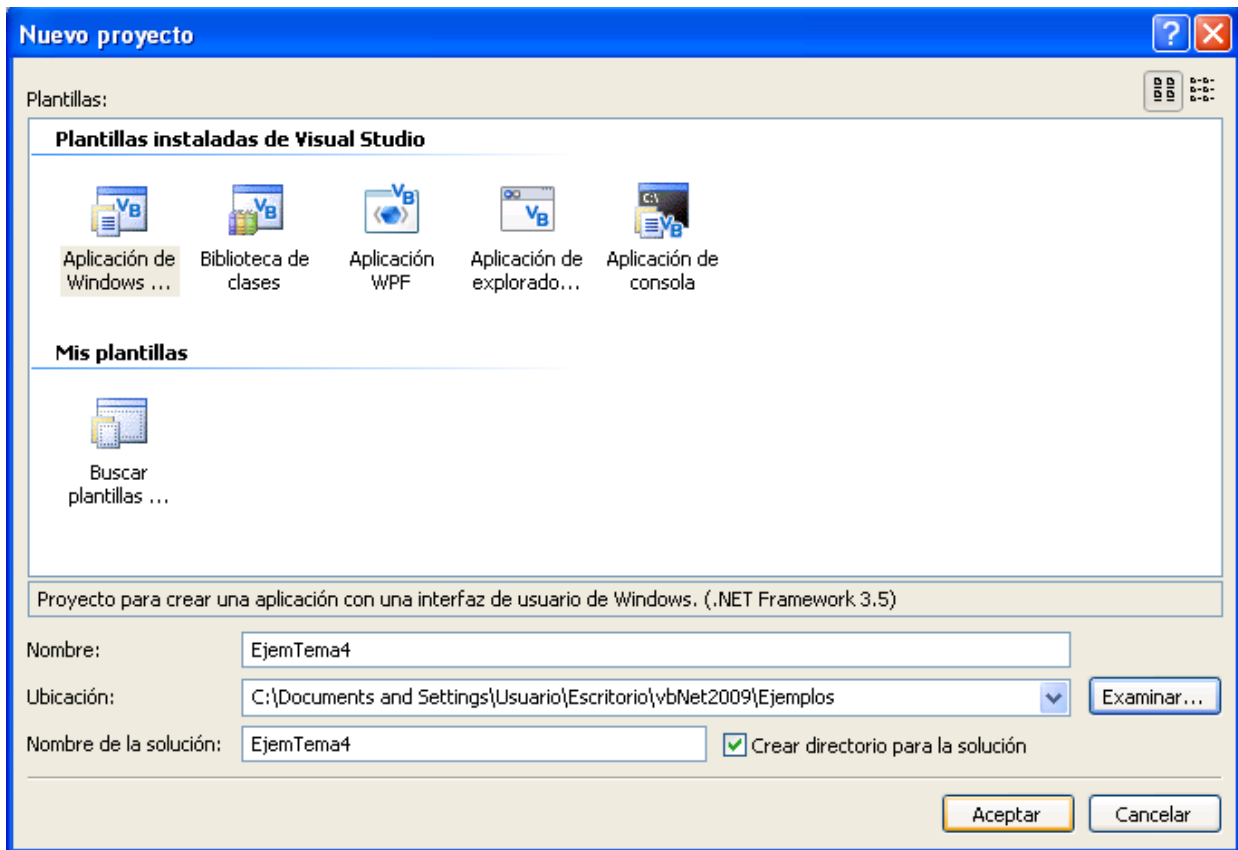 Nuevo proyecto
Plantillas:
Plantillas instaladas de Visual Studio
Aplicación de Windows ...
Biblioteca de clases
Aplicación WPF
Aplicación de explorado...
Aplicación de consola
Mis plantillas
Buscar plantillas ...
Proyecto para crear una aplicación con una interfaz de usuario de Windows. (.NET Framework 3.5)
Nombre: EjemTema4
Ubicación: C:\Documents and Settings\Usuario\Escritorio\vbNet2009\Ejemplos Examinar...
Nombre de la solución: EjemTema4 Crear directorio para la solución
Aceptar Cancelar